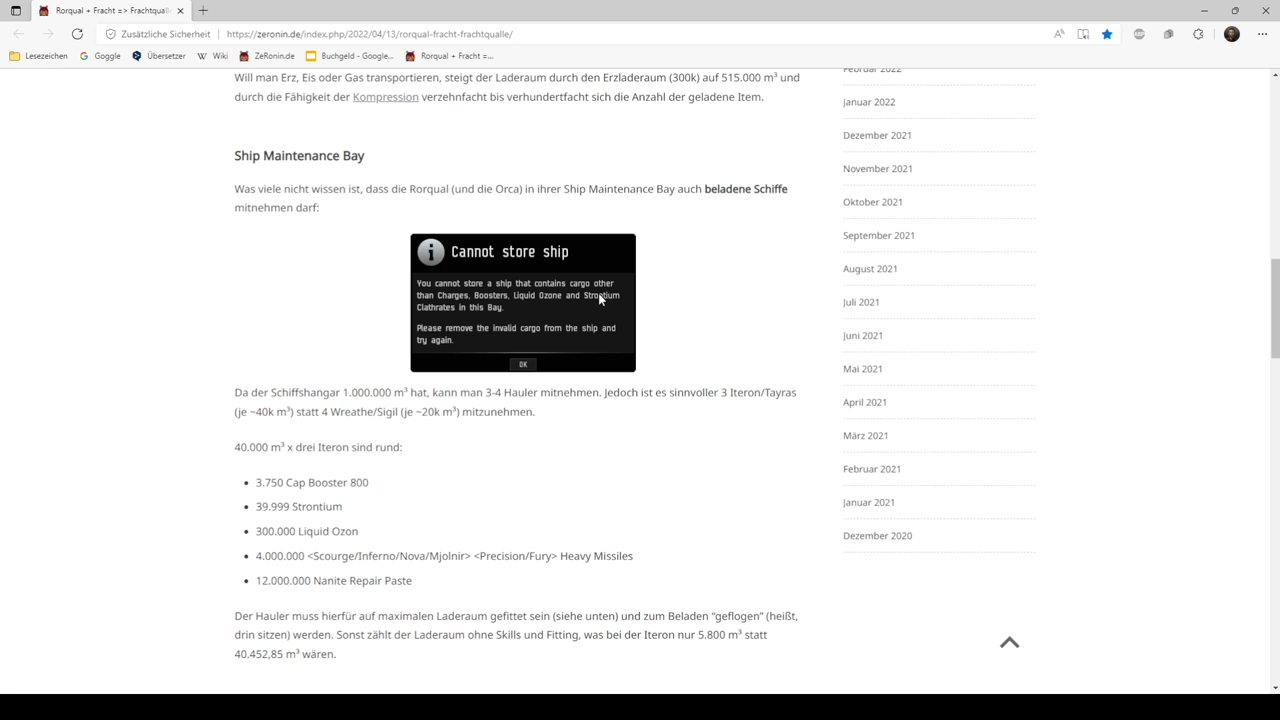 Rorqual + Fracht => Frachtqualle
Zusätzliche Sicherheit
https://zeronin.de/index.php/2022/04/13/rorqual-fracht-frachtqualle/
Lesezeichen
Goggle
Übersetzer
Wiki
ZeRonin.de
Buchgeld - Google...
Rorqual + Fracht =...
Will man Erz, Eis oder Gas transportieren, steigt der Laderaum durch den Erzladeraum (300k) auf 515.000 m³ und
durch die Fähigkeit der Kompression verzehnfacht bis verhundertfacht sich die Anzahl der geladene Item.
Ship Maintenance Bay
Was viele nicht wissen ist, dass die Rorqual (und die Orca) in ihrer Ship Maintenance Bay auch beladene Schiffe
mitnehmen darf:
Cannot store ship
You cannot store a ship that contains cargo other
than Charges, Boosters, Liquid Ozone and Strontium
Clathrates in this Bay.
Please remove the invalid cargo from the ship and
try again.
OK
Da der Schiffshangar 1.000.000 m³ hat, kann man 3-4 Hauler mitnehmen. Jedoch ist es sinnvoller 3 Iteron/Tayras
(je ~40k m³) statt 4 Wreathe/Sigil (je ~20k m³) mitzunehmen.
40.000 m³ x drei Iteron sind rund:
3.750 Cap Booster 800
39.999 Strontium
300.000 Liquid Ozon
4.000.000 <Scourge/Inferno/Nova/Mjolnir> <Precision/Fury> Heavy Missiles
12.000.000 Nanite Repair Paste
Der Hauler muss hierfür auf maximalen Laderaum gefittet sein (siehe unten) und zum Beladen “geflogen” (heißt,
drin sitzen) werden. Sonst zählt der Laderaum ohne Skills und Fitting, was bei der Iteron nur 5.800 m³ statt
40.452,85 m³ wären.
Februar 2022
Januar 2022
Dezember 2021
November 2021
Oktober 2021
September 2021
August 2021
Juli 2021
Juni 2021
Mai 2021
April 2021
März 2021
Februar 2021
Januar 2021
Dezember 2020